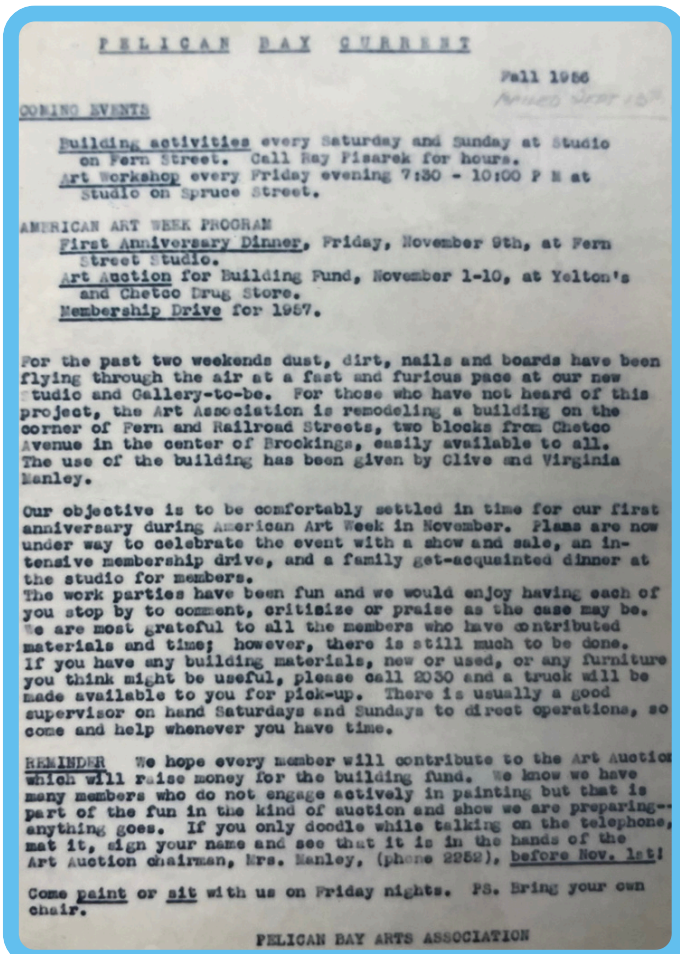 PELICAN BAY CURRENT
Fall 1956
MAILED SEPT 13th
COMING EVENTS
Building activities every Saturday and Sunday at Studio
on Fern Street. Call Ray Pisarek for hours.
Art Workshop every Friday evening 7:30 - 10:00 P M at
Studio on Spruce Street.
AMERICAN ART WEEK PROGRAM
First Anniversary Dinner, Friday, November 9th, at Fern
Street Studio.
Art Auction for Building Fund, November 1-10, at Yelton's
and Chetco Drug Store.
Membership Drive for 1957.
For the past two weekends dust, dirt, nails and boards have been
flying through the air at a fast and furious pace at our new
Studio and Gallery-to-be. For those who have not heard of this
project, the Art Association is remodeling a building on the
corner of Fern and Railroad Streets, two blocks from Chetco
Avenue in the center of Brookings, easily available to all.
The use of the building has been given by Clive and Virginia
Manley.
Our objective is to be comfortably settled in time for our first
anniversary during American Art Week in November. Plans are now
under way to celebrate the event with a show and sale, an in-
tensive membership drive, and a family get-acquainted dinner at
the studio for members.
The work parties have been fun and we would enjoy having each of
you stop by to comment, critisize or praise as the case may be.
We are most grateful to all the members who have contributed
materials and time; however, there is still much to be done.
If you have any building materials, new or used, or any furniture
you think might be useful, please call 2030 and a truck will be
made available to you for pick-up. There is usually a good
supervisor on hand Saturdays and Sundays to direct operations, so
come and help whenever you have time.
REMINDER We hope every member will contribute to the Art Auction
which will raise money for the building fund. We know we have
many members who do not engage actively in painting but that is
part of the fun in the kind of auction and show we are preparing--
anything goes. If you only doodle while talking on the telephone,
mat it, sign your name and see that it is in the hands of the
Art Auction chairman, Mrs. Manley, (phone 2252), before Nov. 1st!
Come paint or sit with us on Friday nights. PS. Bring your own
chair.
PELICAN BAY ARTS ASSOCIATION